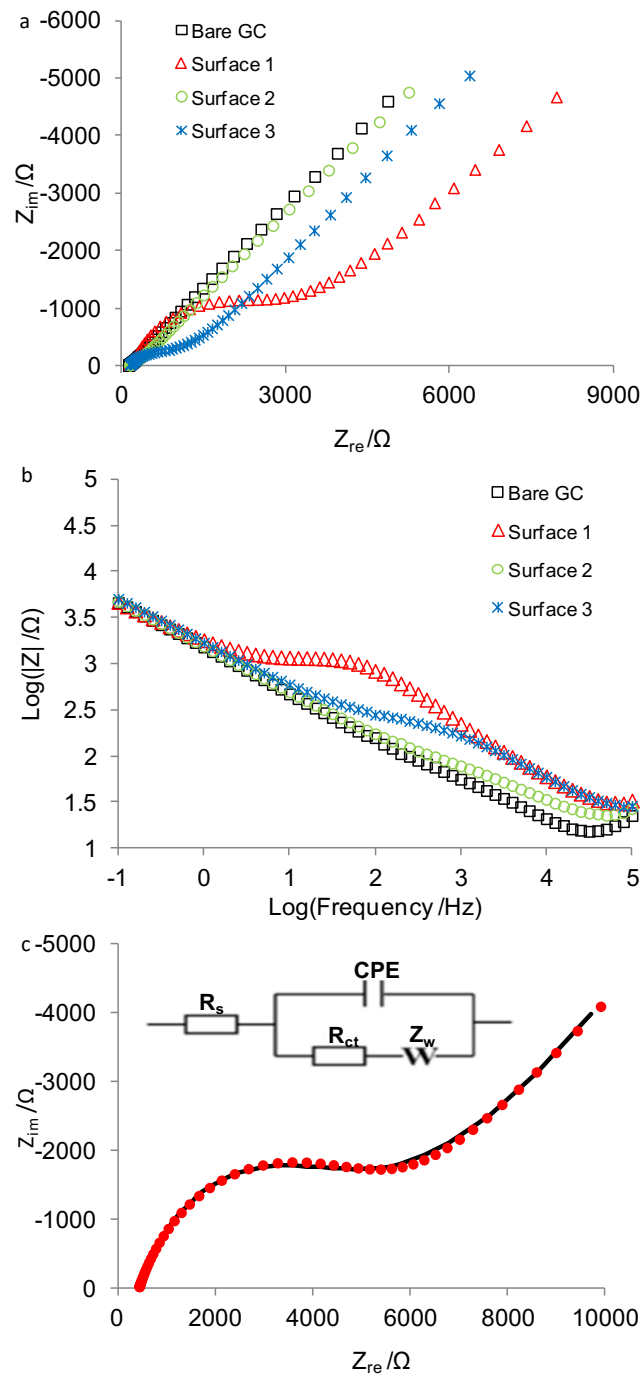 a
-6000
-5000
-4000
-3000
-2000
-1000
0
Z_im/Ω
Bare GC
Surface 1
Surface 2
Surface 3
0 3000 6000 9000
Z_re/Ω
b
5
4.5
4
3.5
3
2.5
2
1.5
1
Log(|Z| /Ω)
Bare GC
Surface 1
Surface 2
Surface 3
-1 0 1 2 3 4 5
Log(Frequency /Hz)
c
-5000
-4000
-3000
-2000
-1000
0
Z_im/Ω
CPE
R_s
R_ct Z_w
0 2000 4000 6000 8000 10000
Z_re/Ω